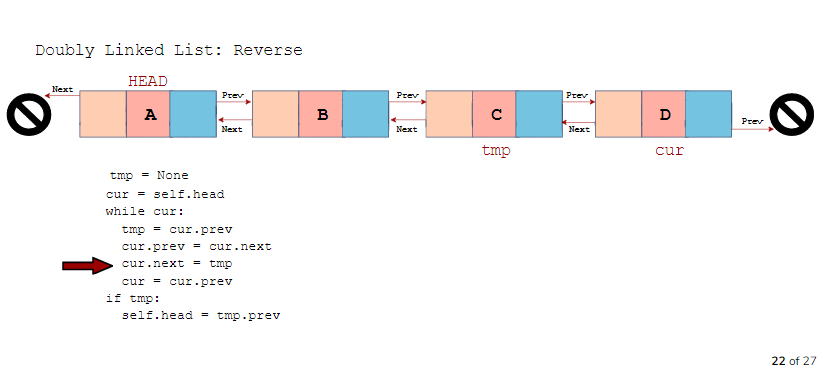 Doubly Linked List: Reverse
HEAD
Next Prev Prev Prev
A B C D
Next Next Next Prev
tmp cur
tmp = None
cur = self.head
while cur:
tmp = cur.prev
cur.prev = cur.next
cur.next = tmp
cur = cur.prev
if tmp:
self.head = tmp.prev
22 of 27